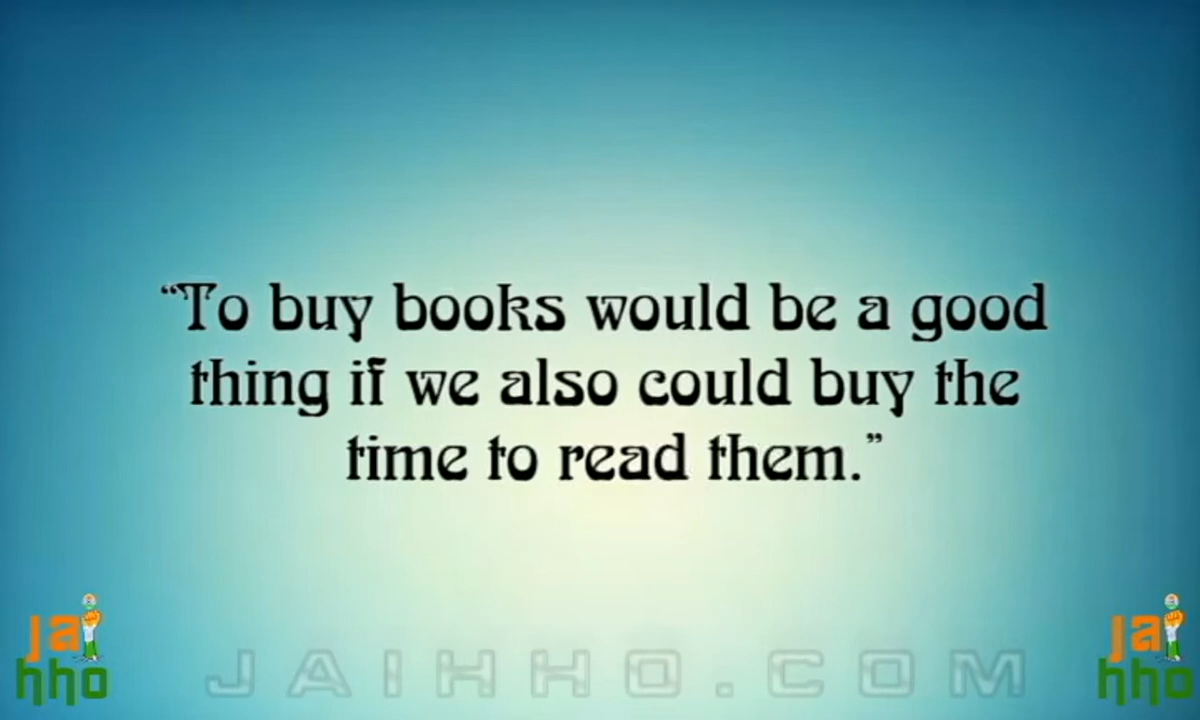 “To buy books would be a good
thing if we also could buy the
time to read them.”
jai
hho
JAIHHO.COM
jai
hho